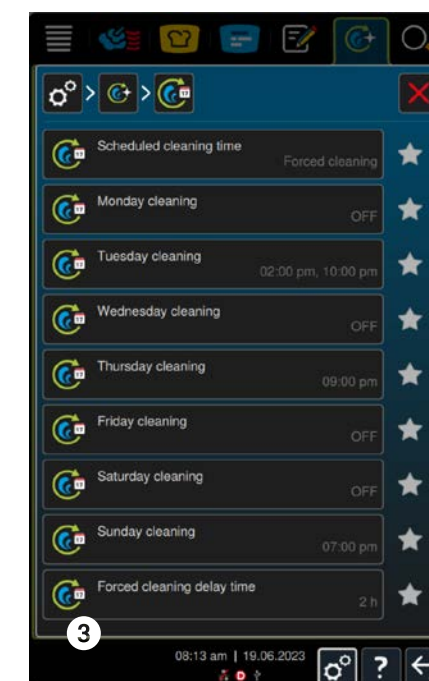 Scheduled cleaning time
Forced cleaning
Monday cleaning
OFF
Tuesday cleaning
02:00 pm, 10:00 pm
Wednesday cleaning
OFF
Thursday cleaning
09:00 pm
Friday cleaning
OFF
Saturday cleaning
OFF
Sunday cleaning
07:00 pm
Forced cleaning delay time
2 h
3
08:13 am | 19.06.2023
?